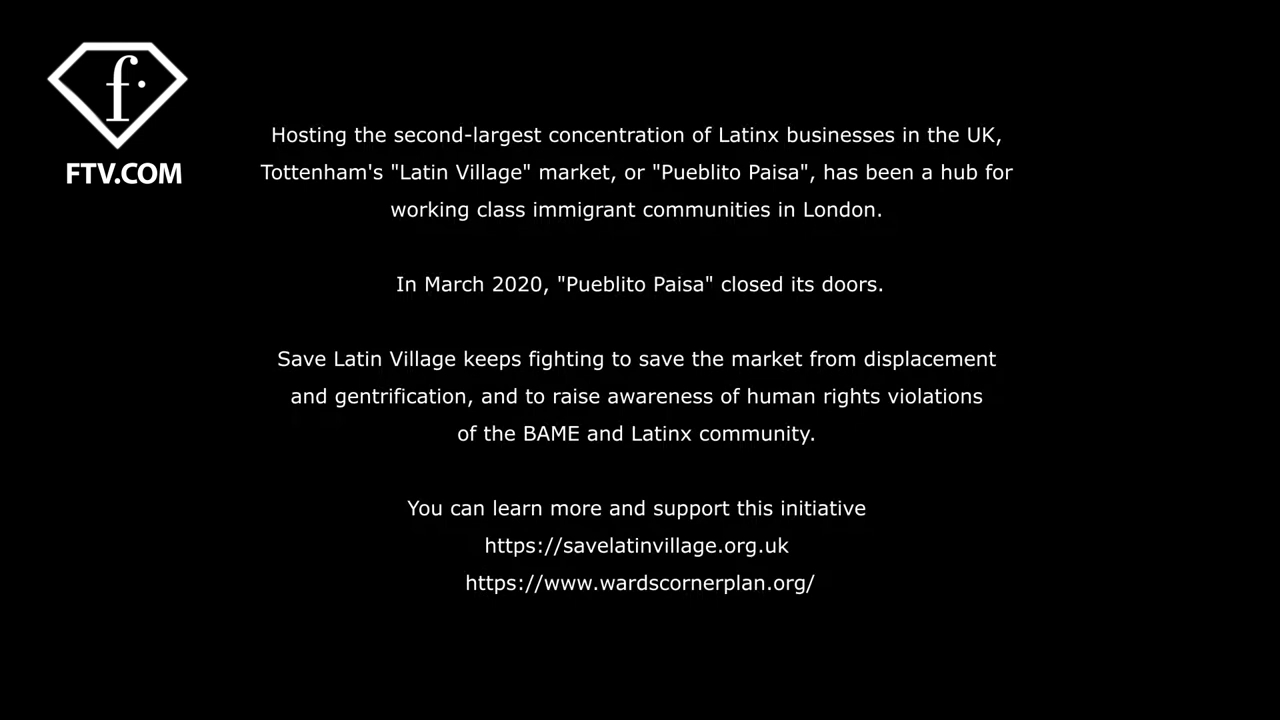 f.
FTV.COM
Hosting the second-largest concentration of Latinx businesses in the UK,
Tottenham's "Latin Village" market, or "Pueblito Paisa", has been a hub for
working class immigrant communities in London.
In March 2020, "Pueblito Paisa" closed its doors.
Save Latin Village keeps fighting to save the market from displacement
and gentrification, and to raise awareness of human rights violations
of the BAME and Latinx community.
You can learn more and support this initiative
https://savelatinvillage.org.uk
https://www.wardscornerplan.org/